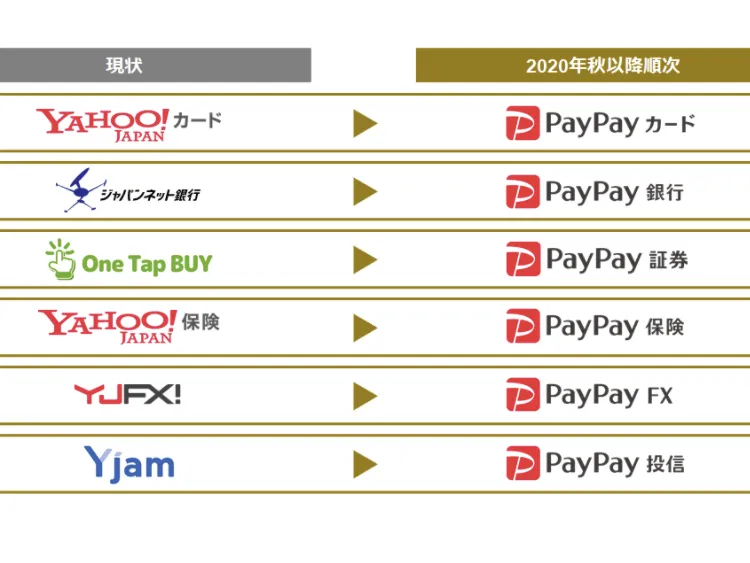 現状 2020年秋以降順次
YAHOO! JAPAN カード PayPay カード
ジャパンネット銀行 PayPay 銀行
One Tap BUY PayPay 証券
YAHOO! JAPAN 保険 PayPay 保険
YJFX! PayPay FX
Yjam PayPay 投信